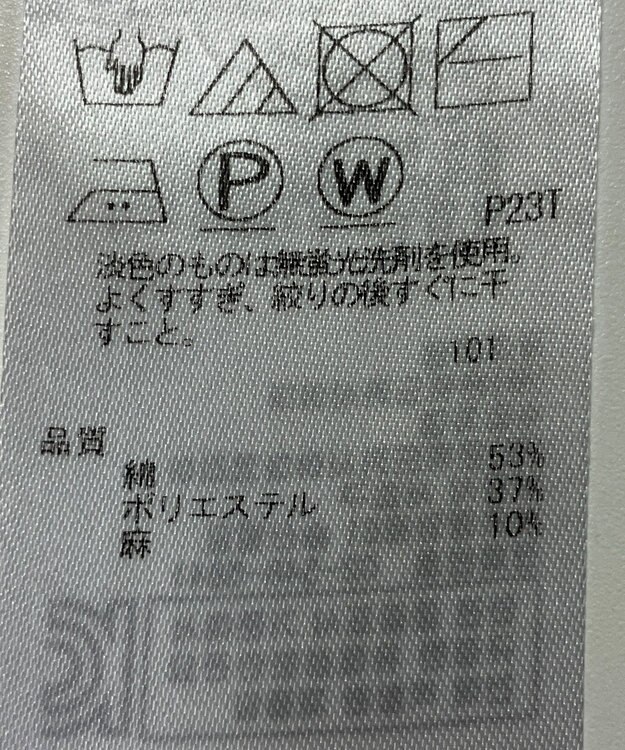 P
W
P23T
淡色のものは無蛍光洗剤を使用。
よくすすぎ、絞りの後すぐに干
すこと。
101
品質
綿 53%
ポリエステル 37%
麻 10%